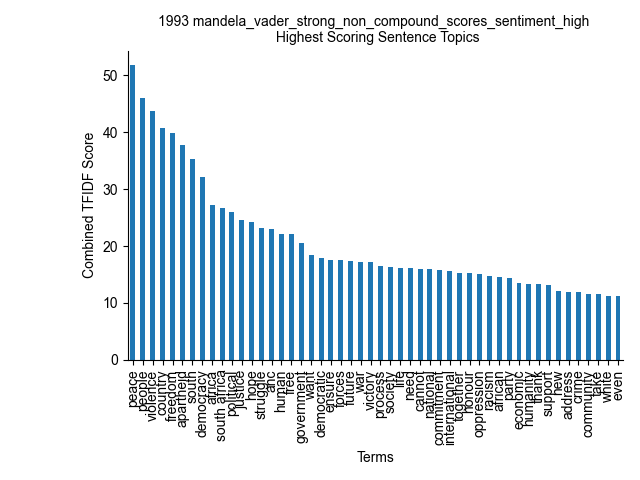 1993 mandela_vader_strong_non_compound_scores_sentiment_high
Highest Scoring Sentence Topics
Combined TFIDF Score
50
40
30
20
10
0
peace
people
violence
country
freedom
apartheid
south
democracy
africa
south africa
political
justice
hope
struggle
anc
human
free
government
want
democratic
ensure
forces
future
war
victory
process
society
life
need
cannot
national
commitment
international
together
honour
oppression
racism
african
party
economic
humanity
thank
support
new
address
crime
community
take
white
even
Terms